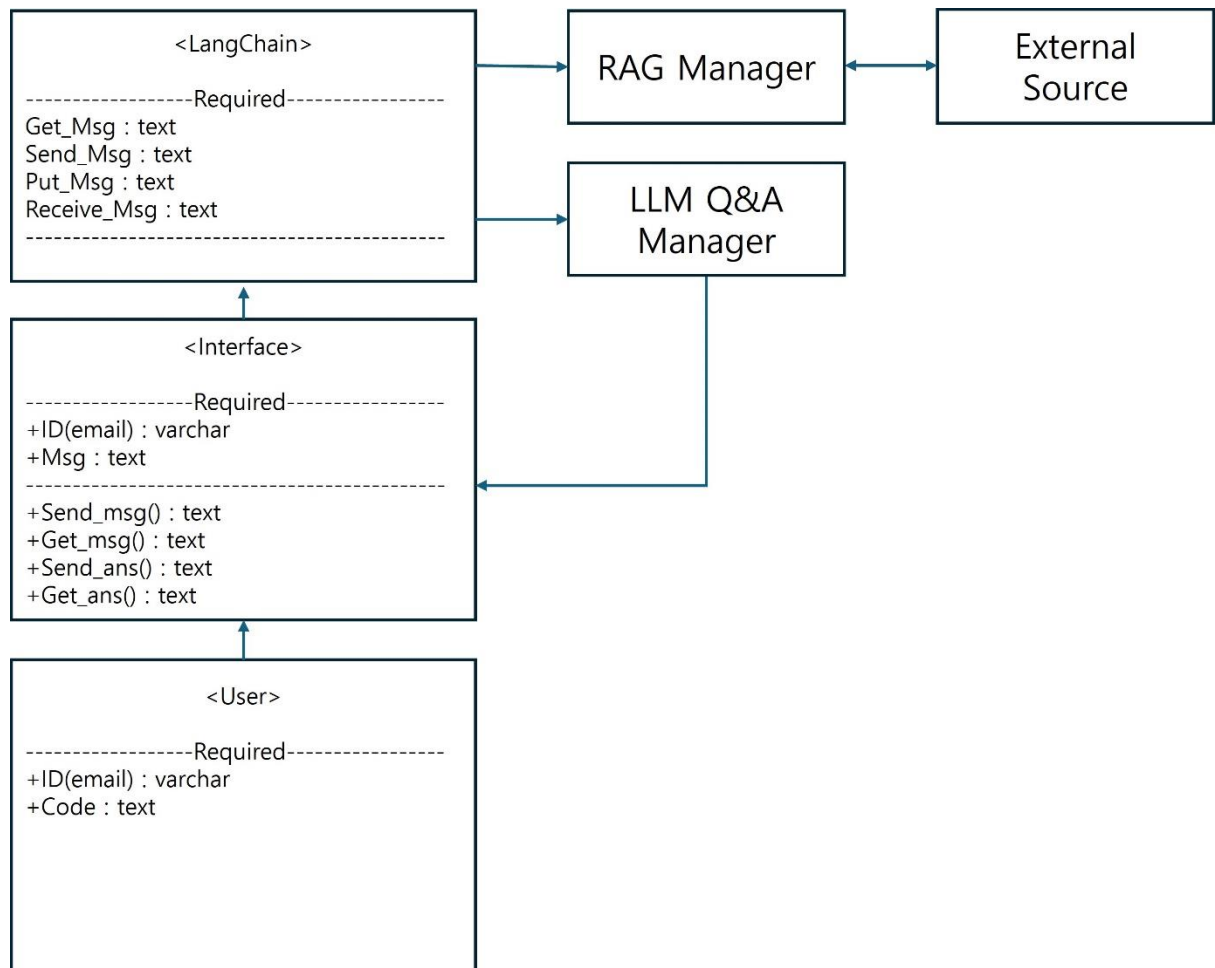 <LangChain>
------------------Required-----------------
Get_Msg : text
Send_Msg : text
Put_Msg : text
Receive_Msg : text
---------------------------------------------
RAG Manager
External
Source
LLM Q&A
Manager
<Interface>
------------------Required-----------------
+ID(email) : varchar
+Msg : text
---------------------------------------------
+Send_msg() : text
+Get_msg() : text
+Send_ans() : text
+Get_ans() : text
<User>
------------------Required-----------------
+ID(email) : varchar
+Code : text